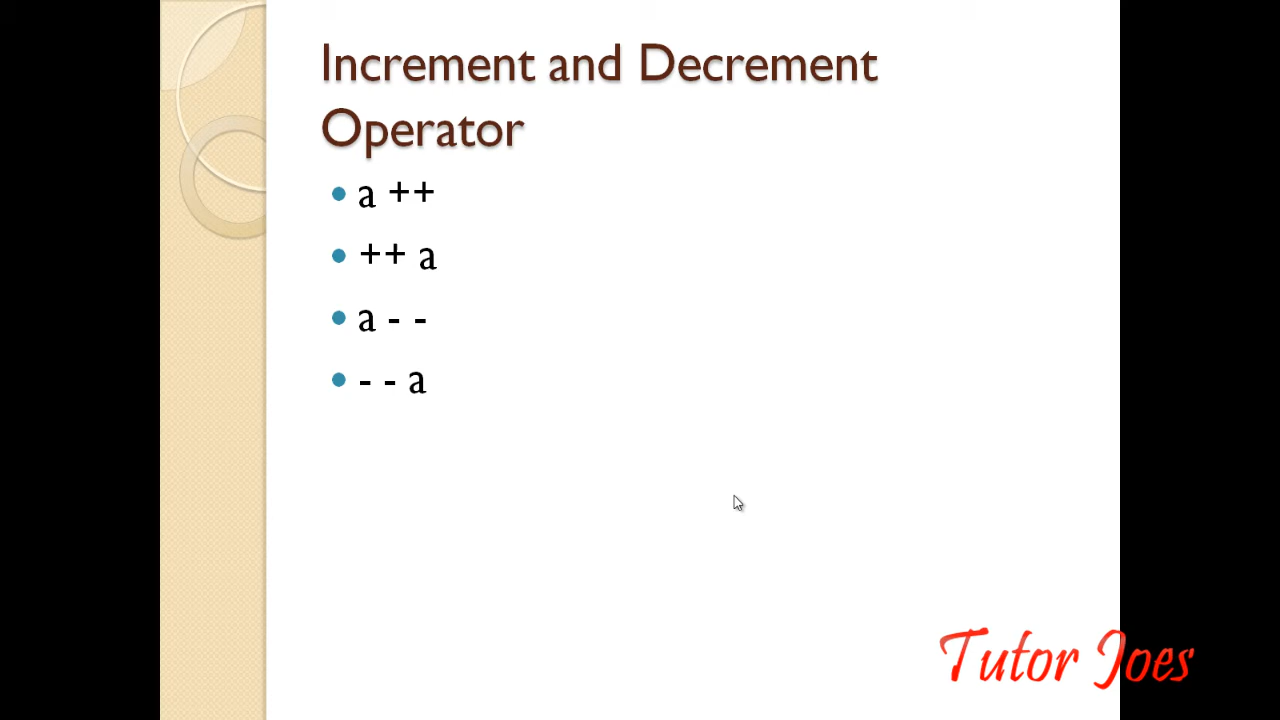 Increment and Decrement
Operator
a ++
++ a
a - -
- - a
Tutor Joes